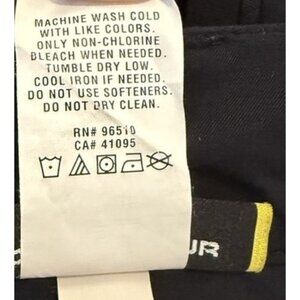 MACHINE WASH COLD
WITH LIKE COLORS.
ONLY NON-CHLORINE
BLEACH WHEN NEEDED.
TUMBLE DRY LOW.
COOL IRON IF NEEDED.
DO NOT USE SOFTENERS.
DO NOT DRY CLEAN.
RN# 96510
CA# 41095
UR